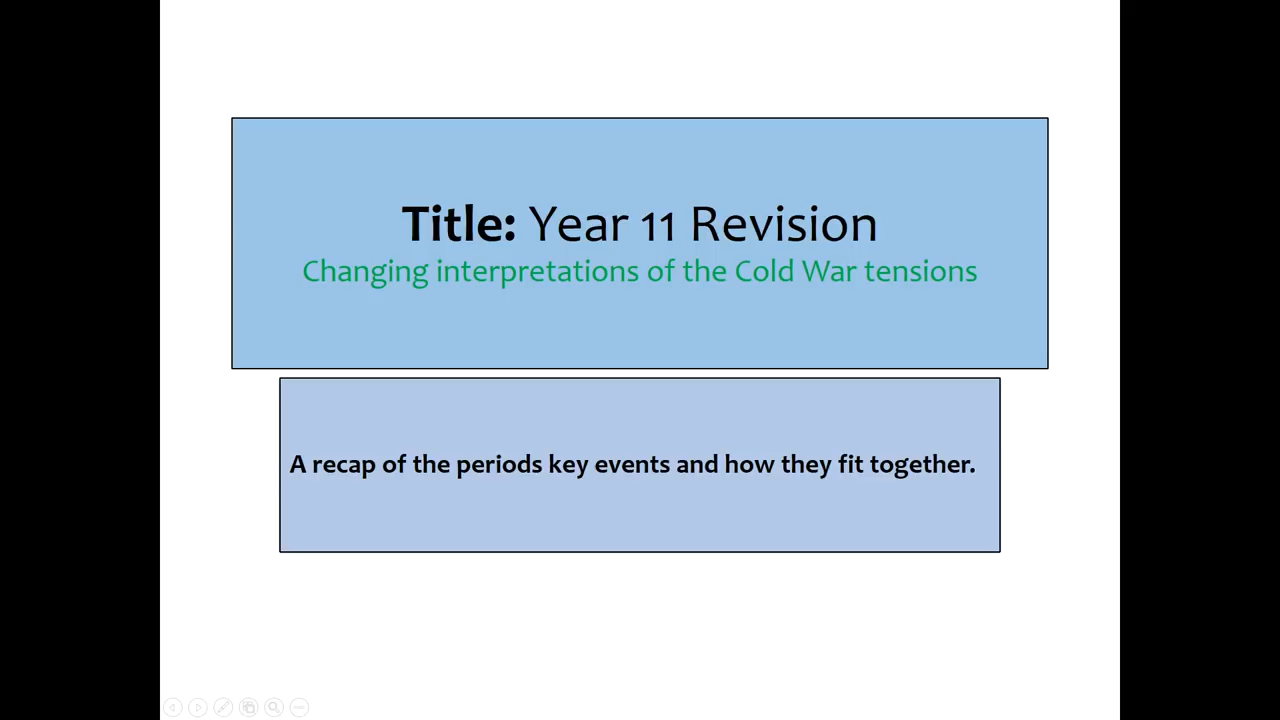 Title: Year 11 Revision
Changing interpretations of the Cold War tensions
A recap of the periods key events and how they fit together.